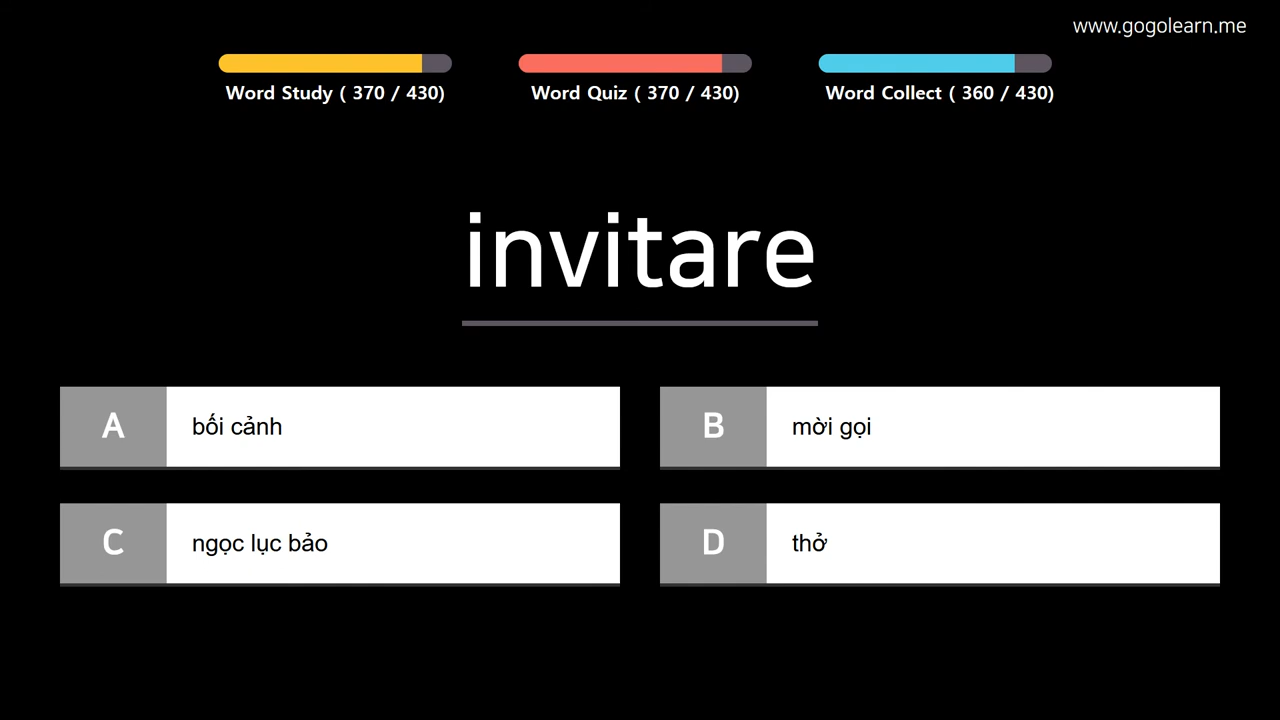 www.gogolearn.me
Word Study ( 370 / 430)
Word Quiz ( 370 / 430)
Word Collect ( 360 / 430)
invitare
A bối cảnh
B mời gọi
C ngọc lục bảo
D thở